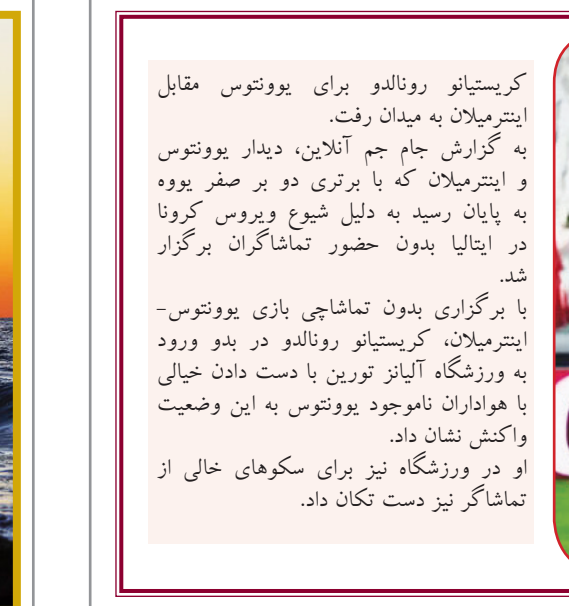 کریستیانو رونالدو برای یوونتوس مقابل
اینترمیلان به میدان رفت.
به گزارش جام جم آنلاین، دیدار یوونتوس
و اینترمیلان که با برتری دو بر صفر یووه
به پایان رسید به دلیل شیوع ویروس کرونا
در ایتالیا بدون حضور تماشاگران برگزار
شد.
با برگزاری بدون تماشاچی بازی یوونتوس-
اینترمیلان، کریستیانو رونالدو در بدو ورود
به ورزشگاه آلیانز تورین با دست دادن خیالی
با هواداران ناموجود یوونتوس به این وضعیت
واکنش نشان داد.
او در ورزشگاه نیز برای سکوهای خالی از
تماشاگر نیز دست تکان داد.